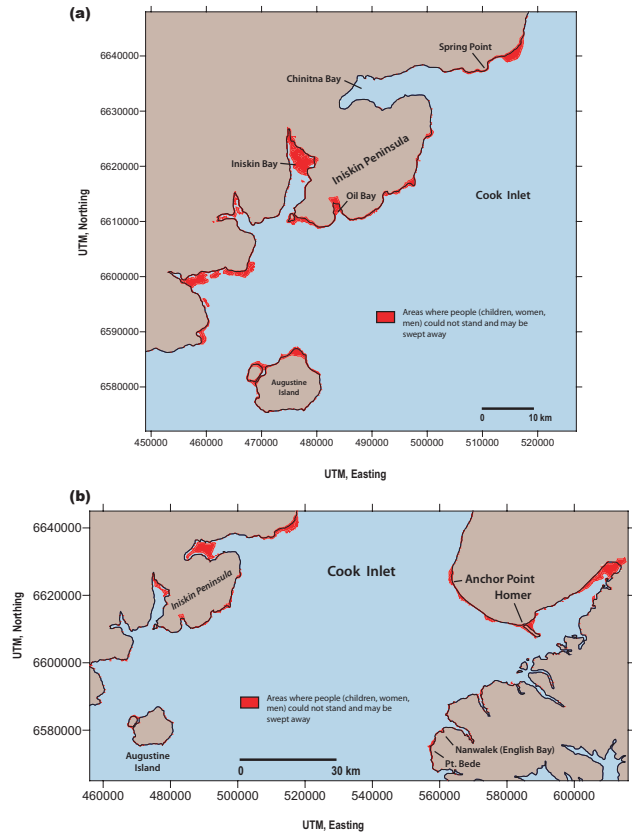 (a)
6640000
6630000
6620000
6610000
6600000
6590000
6580000
UTM, Northing
Spring Point
Chinitna Bay
Iniskin Peninsula
Iniskin Bay
Oil Bay
Cook Inlet
Areas where people (children, women,
men) could not stand and may be
swept away
Augustine
Island
0 10 km
450000 460000 470000 480000 490000 500000 510000 520000
UTM, Easting
(b)
6640000
6620000
6600000
6580000
UTM, Northing
Cook Inlet
Iniskin Peninsula
Anchor Point
Homer
Areas where people (children, women,
men) could not stand and may be
swept away
Augustine
Island
Nanwalek (English Bay)
Pt. Bede
0 30 km
460000 480000 500000 520000 540000 560000 580000 600000
UTM, Easting